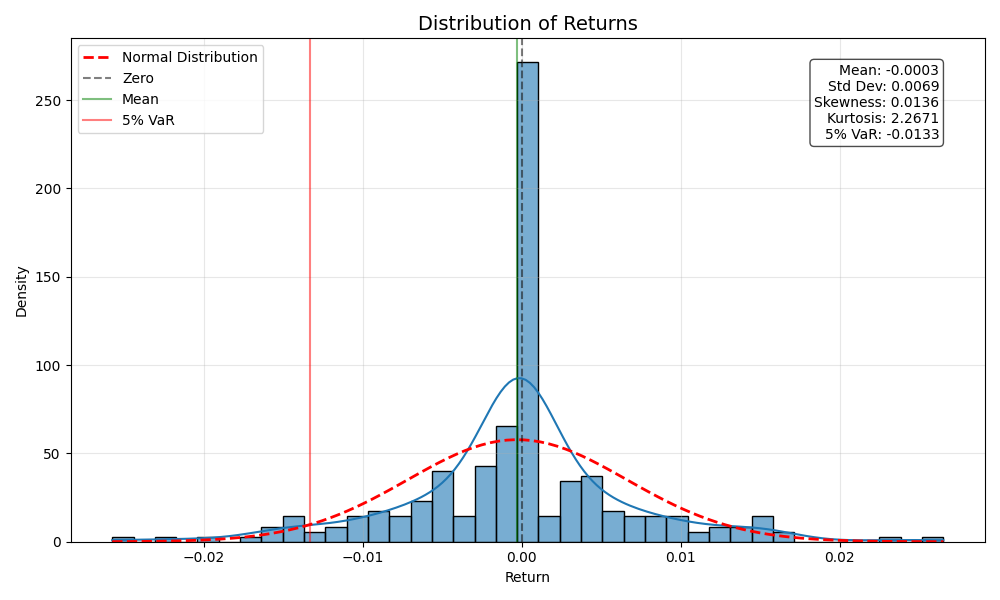 Distribution of Returns
Normal Distribution
Zero
Mean
5% VaR
Mean: -0.0003
Std Dev: 0.0069
Skewness: 0.0136
Kurtosis: 2.2671
5% VaR: -0.0133
Density
250
200
150
100
50
0
−0.02
−0.01
0.00
0.01
0.02
Return